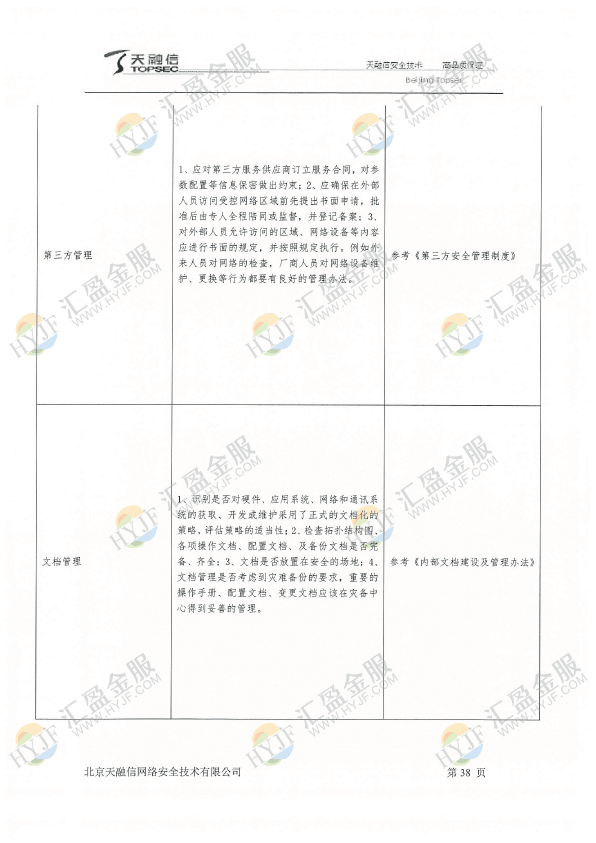 天融信
TOPSEC
天融信安全技术 高品质保证
Beijing Topsec
第三方管理
1、应对第三方服务供应商订立服务合同，对参
数配置等信息保密做出约束；2、应确保在外部
人员访问受控网络区域前先提出书面申请，批
准后由专人全程陪同或监督，并登记备案；3、
对外部人员允许访问的区域、网络设备等内容
应进行书面的规定，并按照规定执行。例如外
来人员对网络的检查，厂商人员对网络设备维
护、更换等行为都要有良好的管理办法。
参考《第三方安全管理制度》
文档管理
1、识别是否对硬件、应用系统、网络和通讯系
统的获取、开发或维护采用了正式的文档化的
策略，评估策略的适当性；2、检查拓扑结构图、
各项操作文档、配置文档、及备份文档是否完
备、齐全；3、文档是否放置在安全的场地；4、
文档管理是否考虑到灾难备份的要求，重要的
操作手册、配置文档、变更文档应该在灾备中
心得到妥善的管理。
参考《内部文档建设及管理办法》
北京天融信网络安全技术有限公司
第 38 页
HYJF 汇盈金服
WWW.HYJF.COM